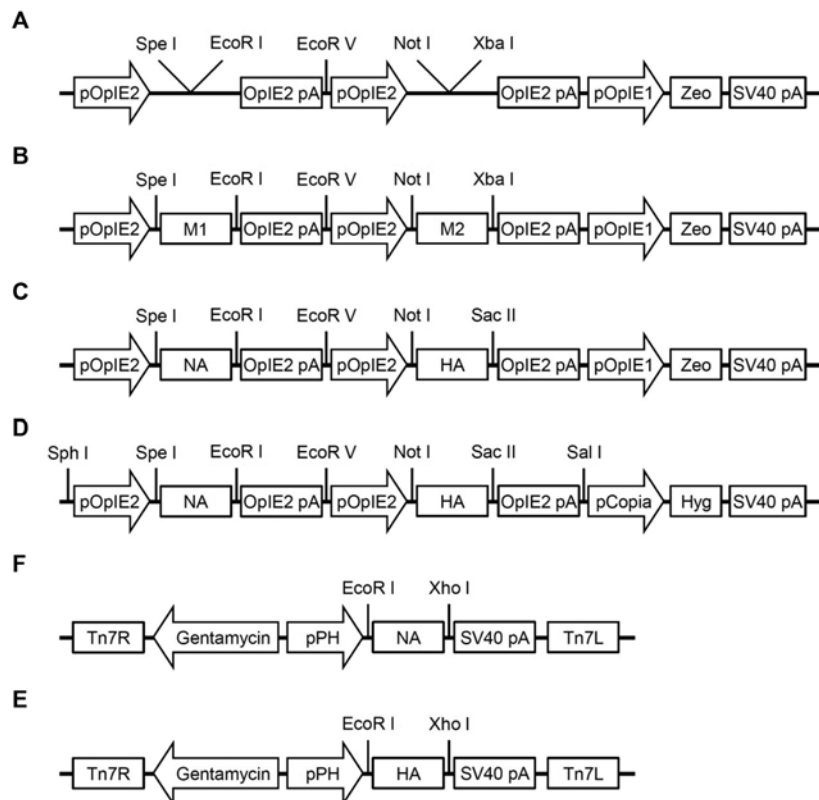 A
Spe I EcoR I EcoR V Not I Xba I
pOpIE2 OpIE2 pA pOpIE2 OpIE2 pA pOpIE1 Zeo SV40 pA
B
Spe I EcoR I EcoR V Not I Xba I
pOpIE2 M1 OpIE2 pA pOpIE2 M2 OpIE2 pA pOpIE1 Zeo SV40 pA
C
Spe I EcoR I EcoR V Not I Sac II
pOpIE2 NA OpIE2 pA pOpIE2 HA OpIE2 pA pOpIE1 Zeo SV40 pA
D
Sph I Spe I EcoR I EcoR V Not I Sac II Sal I
pOpIE2 NA OpIE2 pA pOpIE2 HA OpIE2 pA pCopia Hyg SV40 pA
F
EcoR I Xho I
Tn7R Gentamycin pPH NA SV40 pA Tn7L
E
EcoR I Xho I
Tn7R Gentamycin pPH HA SV40 pA Tn7L